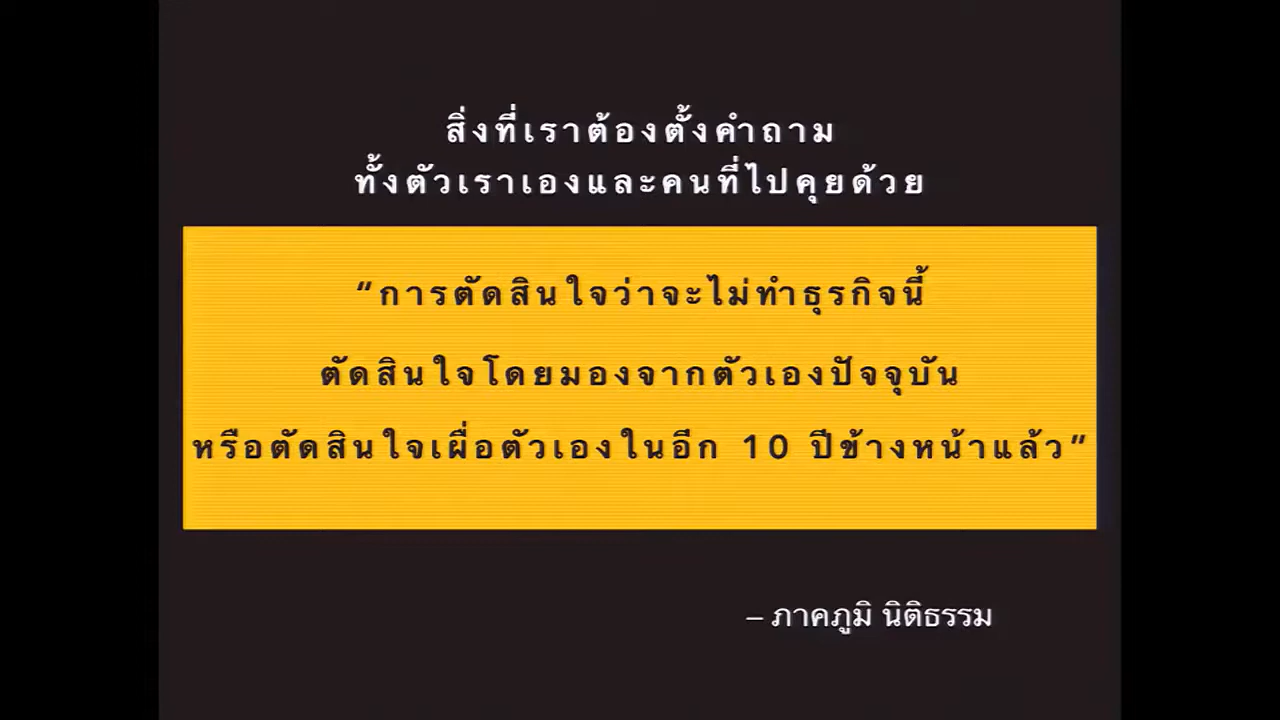 สิ่งที่เราต้องตั้งคำถาม
ทั้งตัวเราเองและคนที่ไปคุยด้วย
“การตัดสินใจว่าจะไม่ทำธุรกิจนี้
ตัดสินใจโดยมองจากตัวเองปัจจุบัน
หรือตัดสินใจเผื่อตัวเองในอีก 10 ปีข้างหน้าแล้ว”
– ภาคภูมิ นิติธรรม